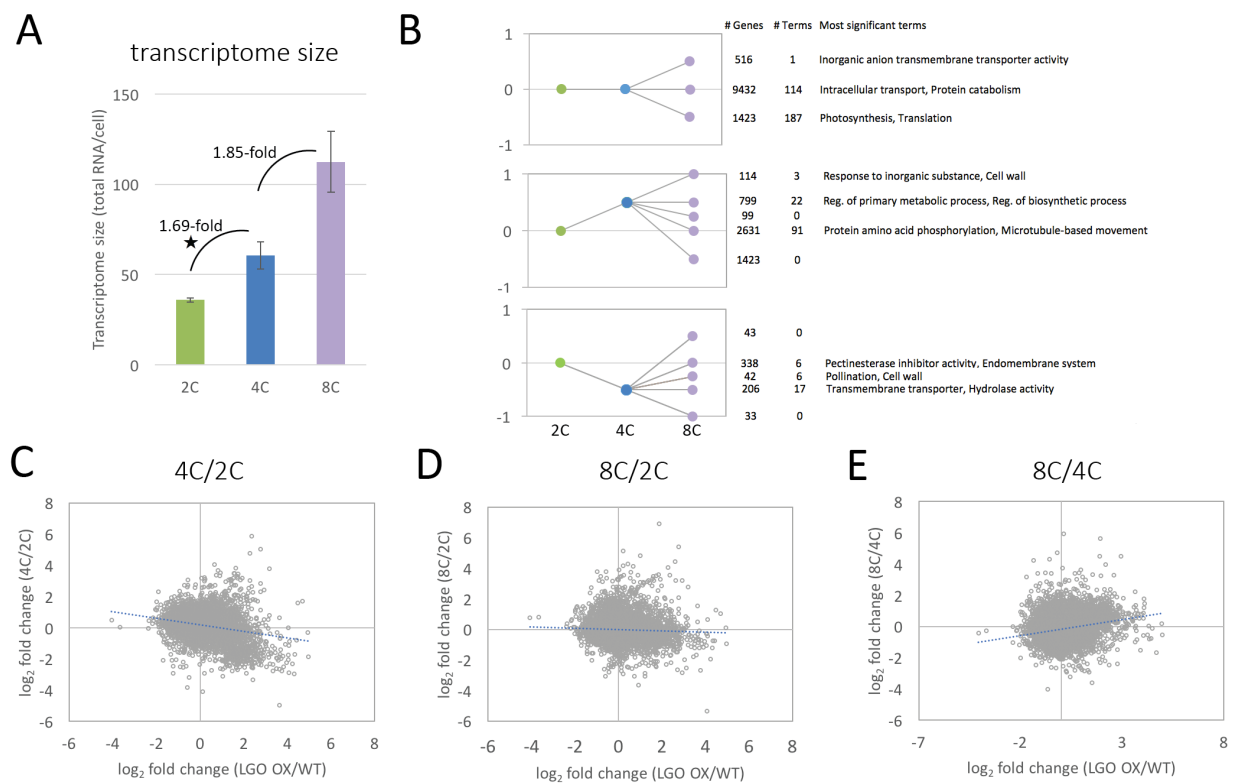 A
transcriptome size
Transcriptome size (total RNA/cell)
150
100
50
0
1.85-fold
1.69-fold
★
2C 4C 8C
B
# Genes # Terms Most significant terms
1
0
-1
516 1 Inorganic anion transmembrane transporter activity
9432 114 Intracellular transport, Protein catabolism
1423 187 Photosynthesis, Translation
1
0
-1
114 3 Response to inorganic substance, Cell wall
799 22 Reg. of primary metabolic process, Reg. of biosynthetic process
99 0
2631 91 Protein amino acid phosphorylation, Microtubule-based movement
1423 0
1
0
-1
43 0
338 6 Pectinesterase inhibitor activity, Endomembrane system
42 6 Pollination, Cell wall
206 17 Transmembrane transporter, Hydrolase activity
33 0
2C 4C 8C
C
4C/2C
log2 fold change (4C/2C)
8
6
4
2
0
-2
-4
-6
-6 -4 -2 0 2 4 6 8
log2 fold change (LGO OX/WT)
D
8C/2C
log2 fold change (8C/2C)
8
6
4
2
0
-2
-4
-6
-6 -4 -2 0 2 4 6 8
log2 fold change (LGO OX/WT)
E
8C/4C
log2 fold change (8C/4C)
8
6
4
2
0
-2
-4
-6
-7 -2 3 8
log2 fold change (LGO OX/WT)